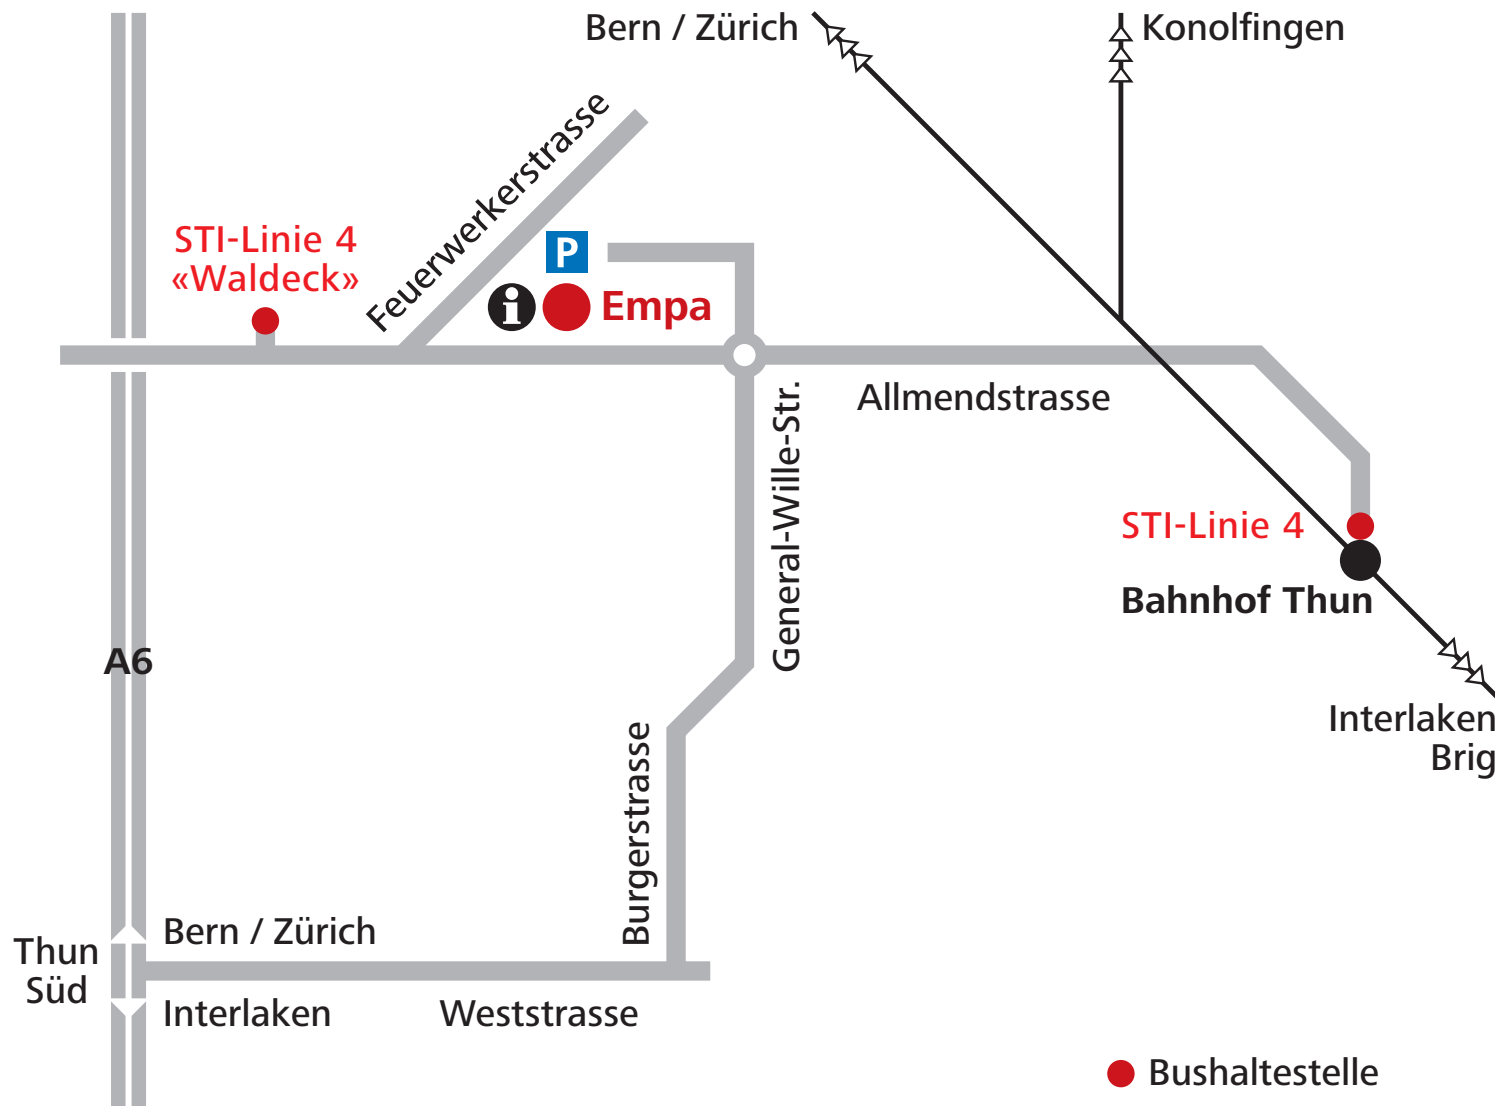 Bern / Zürich
Konolfingen
Feuerwerkerstrasse
STI-Linie 4
«Waldeck»
P
i
Empa
Allmendstrasse
General-Wille-Str.
STI-Linie 4
Bahnhof Thun
A6
Interlaken
Brig
Burgerstrasse
Bern / Zürich
Thun
Süd
Interlaken
Weststrasse
Bushaltestelle